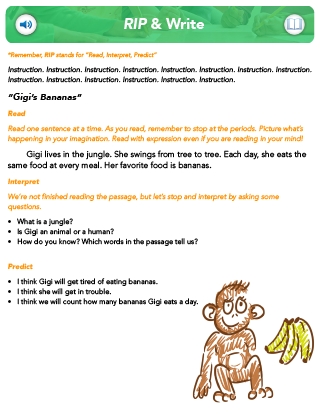 RIP & Write
*Remember, RIP stands for "Read, Interpret, Predict"
Instruction. Instruction. Instruction. Instruction. Instruction. Instruction. Instruction. Instruction.
Instruction. Instruction. Instruction. Instruction. Instruction. Instruction.
"Gigi's Bananas"
Read
Read one sentence at a time. As you read, remember to stop at the periods. Picture what's
happening in your imagination. Read with expression even if you are reading in your mind!
Gigi lives in the jungle. She swings from tree to tree. Each day, she eats the
same food at every meal. Her favorite food is bananas.
Interpret
We're not finished reading the passage, but let's stop and interpret by asking some
questions.
• What is a jungle?
• Is Gigi an animal or a human?
• How do you know? Which words in the passage tell us?
Predict
• I think Gigi will get tired of eating bananas.
• I think she will get in trouble.
• I think we will count how many bananas Gigi eats a day.